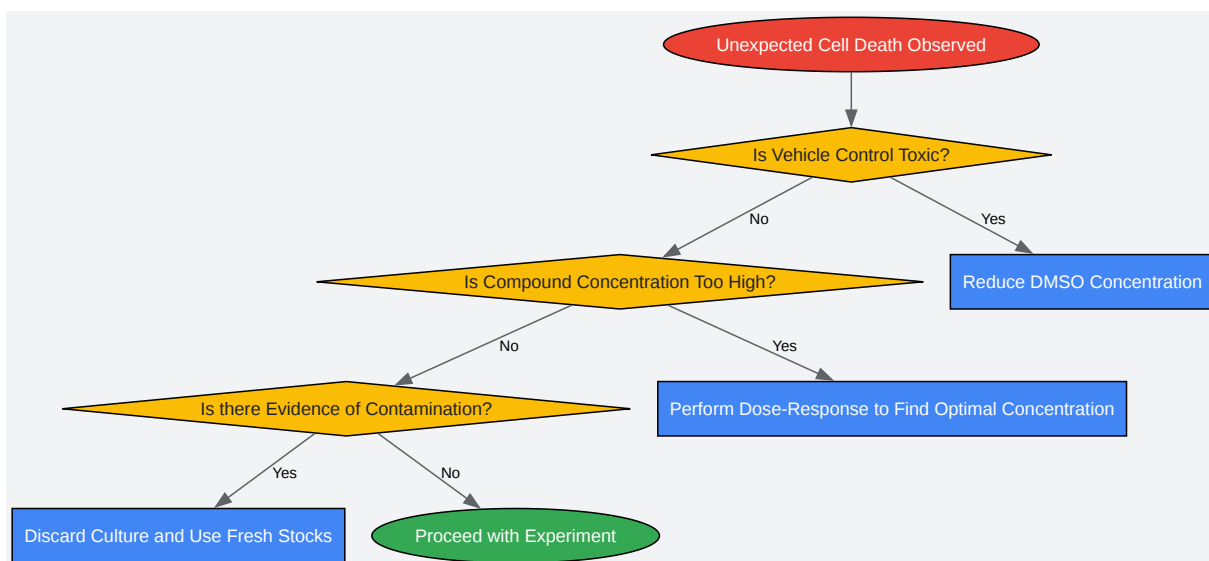 Unexpected Cell Death Observed
Is Vehicle Control Toxic?
No
Yes
Is Compound Concentration Too High?
Reduce DMSO Concentration
No
Yes
Is there Evidence of Contamination?
Perform Dose-Response to Find Optimal Concentration
Yes
No
Discard Culture and Use Fresh Stocks
Proceed with Experiment